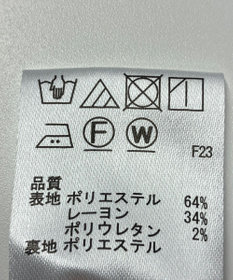 F
W
F23
品質
表地 ポリエステル 64%
レーヨン 34%
ポリウレタン 2%
裏地 ポリエステル